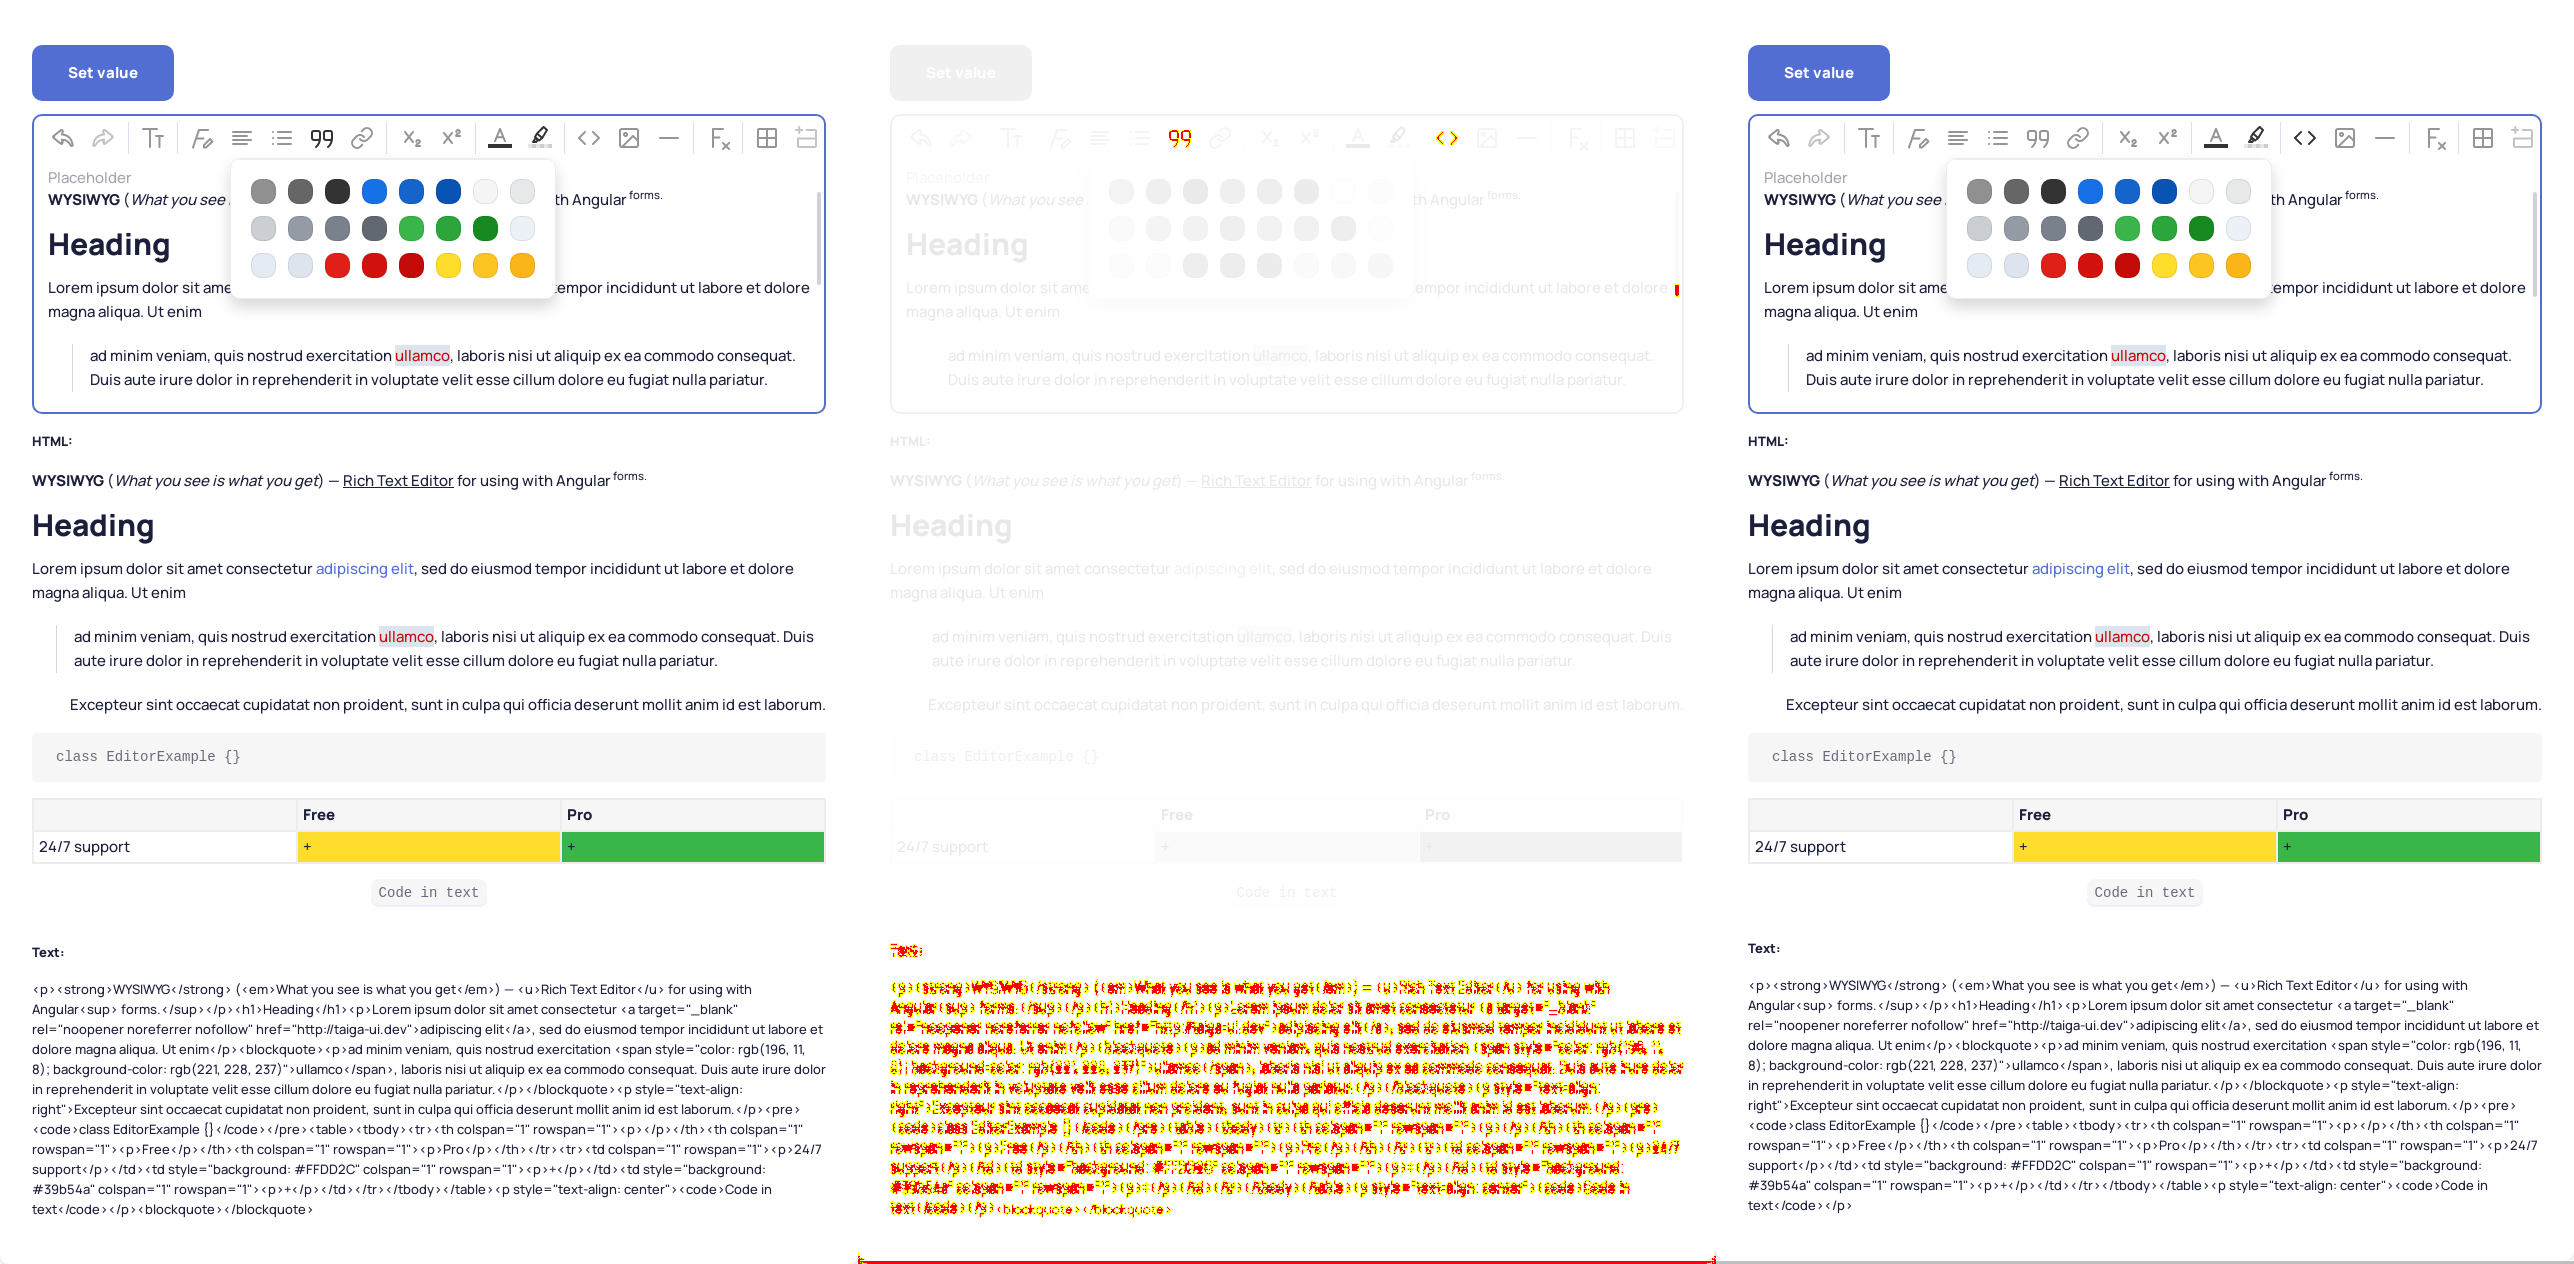 Set value
Placeholder
WYSIWYG (What you see
th Angular forms.
Heading
Lorem ipsum dolor sit ame
tempor incididunt ut labore et dolore
magna aliqua. Ut enim
ad minim veniam, quis nostrud exercitation ullamco, laboris nisi ut aliquip ex ea commodo consequat.
Duis aute irure dolor in reprehenderit in voluptate velit esse cillum dolore eu fugiat nulla pariatur.
HTML:
WYSIWYG (What you see is what you get) — Rich Text Editor for using with Angular forms.
Heading
Lorem ipsum dolor sit amet consectetur adipiscing elit, sed do eiusmod tempor incididunt ut labore et dolore
magna aliqua. Ut enim
ad minim veniam, quis nostrud exercitation ullamco, laboris nisi ut aliquip ex ea commodo consequat. Duis
aute irure dolor in reprehenderit in voluptate velit esse cillum dolore eu fugiat nulla pariatur.
Excepteur sint occaecat cupidatat non proident, sunt in culpa qui officia deserunt mollit anim id est laborum.
class EditorExample {}
Free Pro
24/7 support + +
Code in text
Text:
<p><strong>WYSIWYG</strong> (<em>What you see is what you get</em>) — <u>Rich Text Editor</u> for using with
Angular<sup> forms.</sup></p><h1>Heading</h1><p>Lorem ipsum dolor sit amet consectetur <a target="_blank"
rel="noopener noreferrer nofollow" href="http://taiga-ui.dev">adipiscing elit</a>, sed do eiusmod tempor incididunt ut labore et
dolore magna aliqua. Ut enim</p><blockquote><p>ad minim veniam, quis nostrud exercitation <span style="color: rgb(196, 11,
8); background-color: rgb(221, 228, 237)">ullamco</span>, laboris nisi ut aliquip ex ea commodo consequat. Duis aute irure dolor
in reprehenderit in voluptate velit esse cillum dolore eu fugiat nulla pariatur.</p></blockquote><p style="text-align:
right">Excepteur sint occaecat cupidatat non proident, sunt in culpa qui officia deserunt mollit anim id est laborum.</p><pre>
<code>class EditorExample {}</code></pre><table><tbody><tr><th colspan="1" rowspan="1"><p></p></th><th colspan="1"
rowspan="1"><p>Free</p></th><th colspan="1" rowspan="1"><p>Pro</p></th></tr><tr><td colspan="1" rowspan="1"><p>24/7
support</p></td><td style="background: #FFDD2C" colspan="1" rowspan="1"><p>+</p></td><td style="background:
#39b54a" colspan="1" rowspan="1"><p>+</p></td></tr></tbody></table><p style="text-align: center"><code>Code in
text</code></p><blockquote></blockquote>
Set value
Placeholder
WYSIWYG (What you see
th Angular forms.
Heading
Lorem ipsum dolor sit ame
empor incididunt ut labore et dolore
magna aliqua. Ut enim
ad minim veniam, quis nostrud exercitation ullamco, laboris nisi ut aliquip ex ea commodo consequat.
Duis aute irure dolor in reprehenderit in voluptate velit esse cillum dolore eu fugiat nulla pariatur.
HTML:
WYSIWYG (What you see is what you get) — Rich Text Editor for using with Angular forms.
Heading
Lorem ipsum dolor sit amet consectetur adipiscing elit, sed do eiusmod tempor incididunt ut labore et dolore
magna aliqua. Ut enim
ad minim veniam, quis nostrud exercitation ullamco, laboris nisi ut aliquip ex ea commodo consequat. Duis
aute irure dolor in reprehenderit in voluptate velit esse cillum dolore eu fugiat nulla pariatur.
Excepteur sint occaecat cupidatat non proident, sunt in culpa qui officia deserunt mollit anim id est laborum.
class EditorExample {}
Free Pro
24/7 support + +
Code in text
<blockquote></blockquote>
Set value
Placeholder
WYSIWYG (What you see
th Angular forms.
Heading
Lorem ipsum dolor sit ame
tempor incididunt ut labore et dolore
magna aliqua. Ut enim
ad minim veniam, quis nostrud exercitation ullamco, laboris nisi ut aliquip ex ea commodo consequat.
Duis aute irure dolor in reprehenderit in voluptate velit esse cillum dolore eu fugiat nulla pariatur.
HTML:
WYSIWYG (What you see is what you get) — Rich Text Editor for using with Angular forms.
Heading
Lorem ipsum dolor sit amet consectetur adipiscing elit, sed do eiusmod tempor incididunt ut labore et dolore
magna aliqua. Ut enim
ad minim veniam, quis nostrud exercitation ullamco, laboris nisi ut aliquip ex ea commodo consequat. Duis
aute irure dolor in reprehenderit in voluptate velit esse cillum dolore eu fugiat nulla pariatur.
Excepteur sint occaecat cupidatat non proident, sunt in culpa qui officia deserunt mollit anim id est laborum.
class EditorExample {}
Free Pro
24/7 support + +
Code in text
Text:
<p><strong>WYSIWYG</strong> (<em>What you see is what you get</em>) — <u>Rich Text Editor</u> for using with
Angular<sup> forms.</sup></p><h1>Heading</h1><p>Lorem ipsum dolor sit amet consectetur <a target="_blank"
rel="noopener noreferrer nofollow" href="http://taiga-ui.dev">adipiscing elit</a>, sed do eiusmod tempor incididunt ut labore et
dolore magna aliqua. Ut enim</p><blockquote><p>ad minim veniam, quis nostrud exercitation <span style="color: rgb(196, 11,
8); background-color: rgb(221, 228, 237)">ullamco</span>, laboris nisi ut aliquip ex ea commodo consequat. Duis aute irure dolor
in reprehenderit in voluptate velit esse cillum dolore eu fugiat nulla pariatur.</p></blockquote><p style="text-align:
right">Excepteur sint occaecat cupidatat non proident, sunt in culpa qui officia deserunt mollit anim id est laborum.</p><pre>
<code>class EditorExample {}</code></pre><table><tbody><tr><th colspan="1" rowspan="1"><p></p></th><th colspan="1"
rowspan="1"><p>Free</p></th><th colspan="1" rowspan="1"><p>Pro</p></th></tr><tr><td colspan="1" rowspan="1"><p>24/7
support</p></td><td style="background: #FFDD2C" colspan="1" rowspan="1"><p>+</p></td><td style="background:
#39b54a" colspan="1" rowspan="1"><p>+</p></td></tr></tbody></table><p style="text-align: center"><code>Code in
text</code></p>